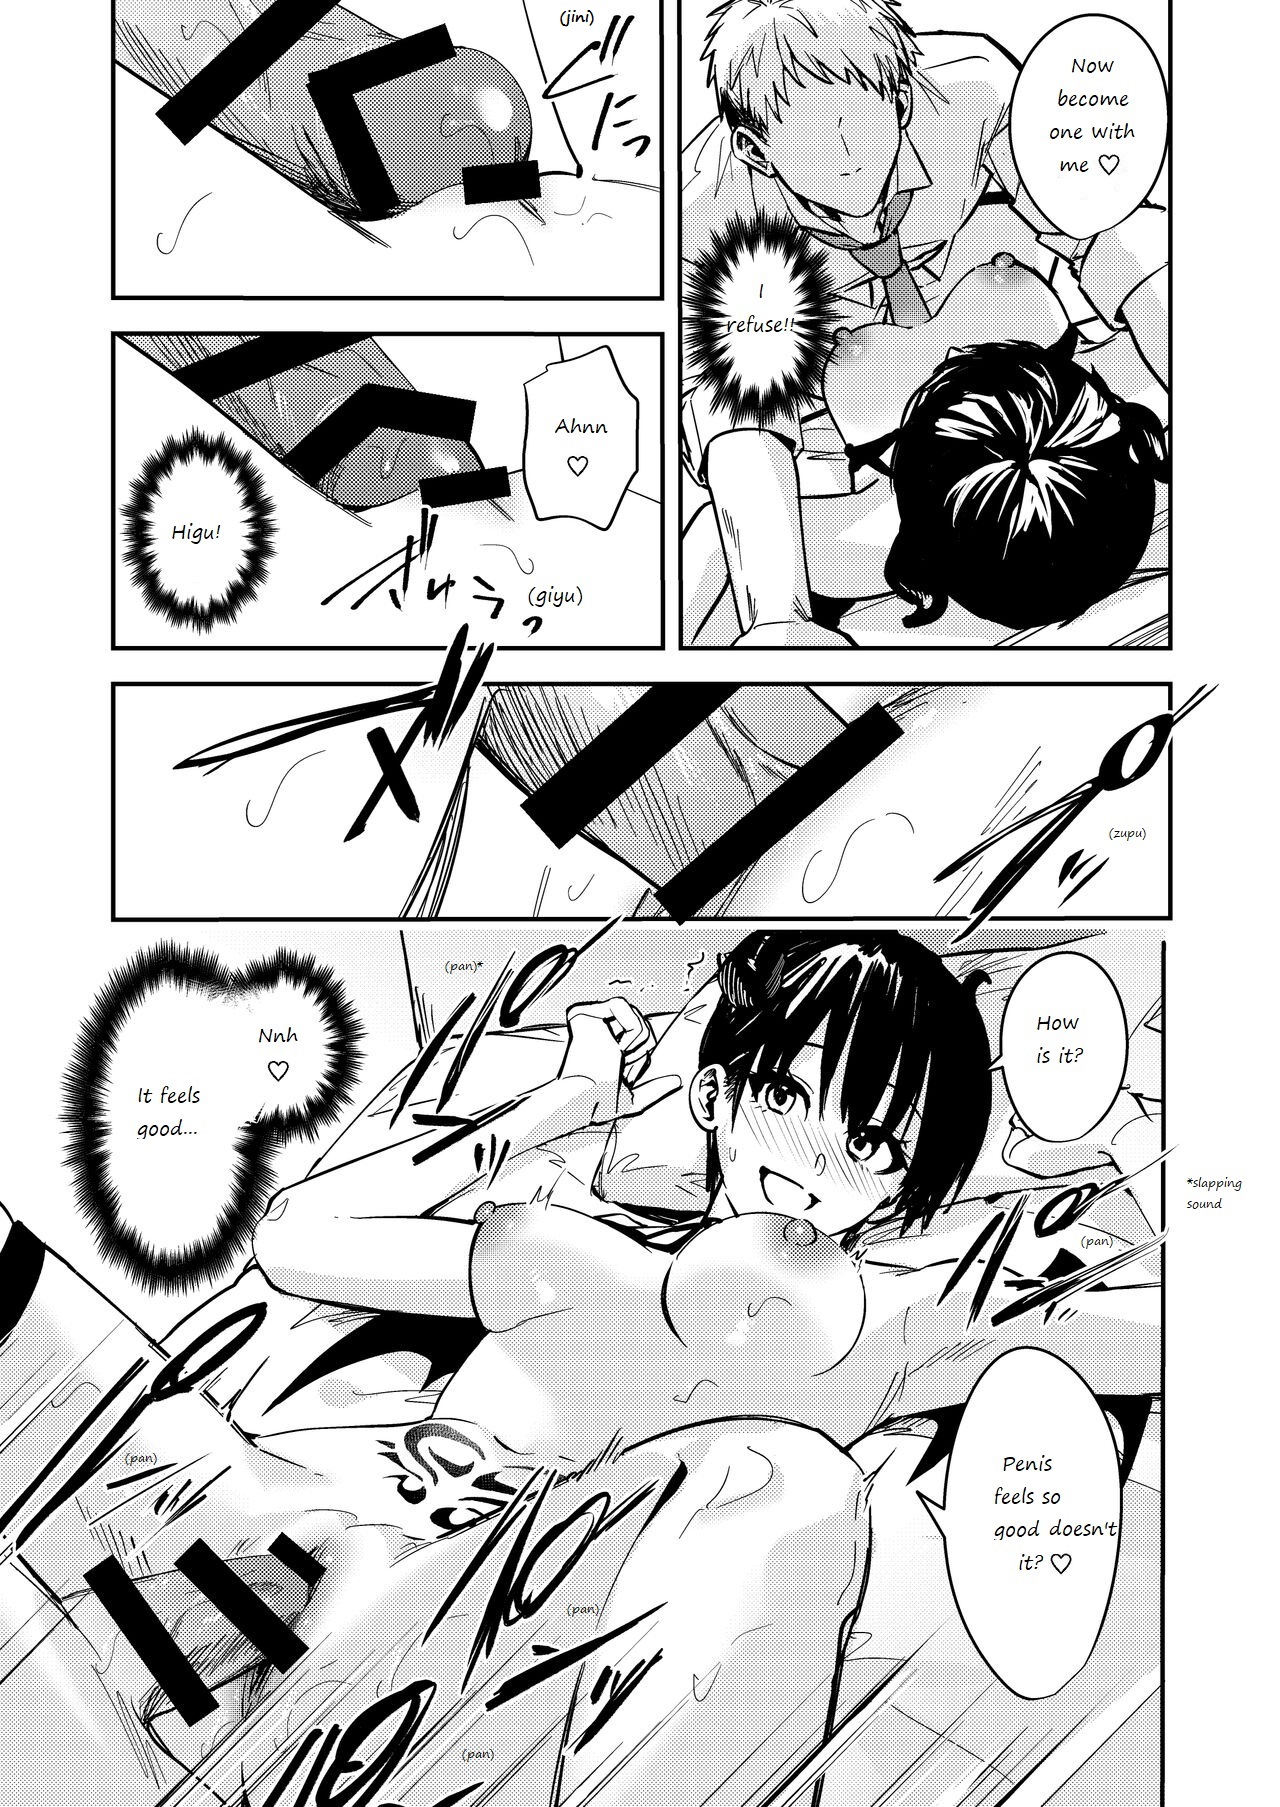 Now
become
one with
me ♡
I
refuse!!
(jini)
Ahnn
♡
Higu!
(giyu)
(zupu)
How
is it?
(pan)*
Nnh
♡
It feels
good...
*slapping
sound
(pan)
Penis
feels so
good doesn't
it? ♡
(pan)
(pan)
(pan)